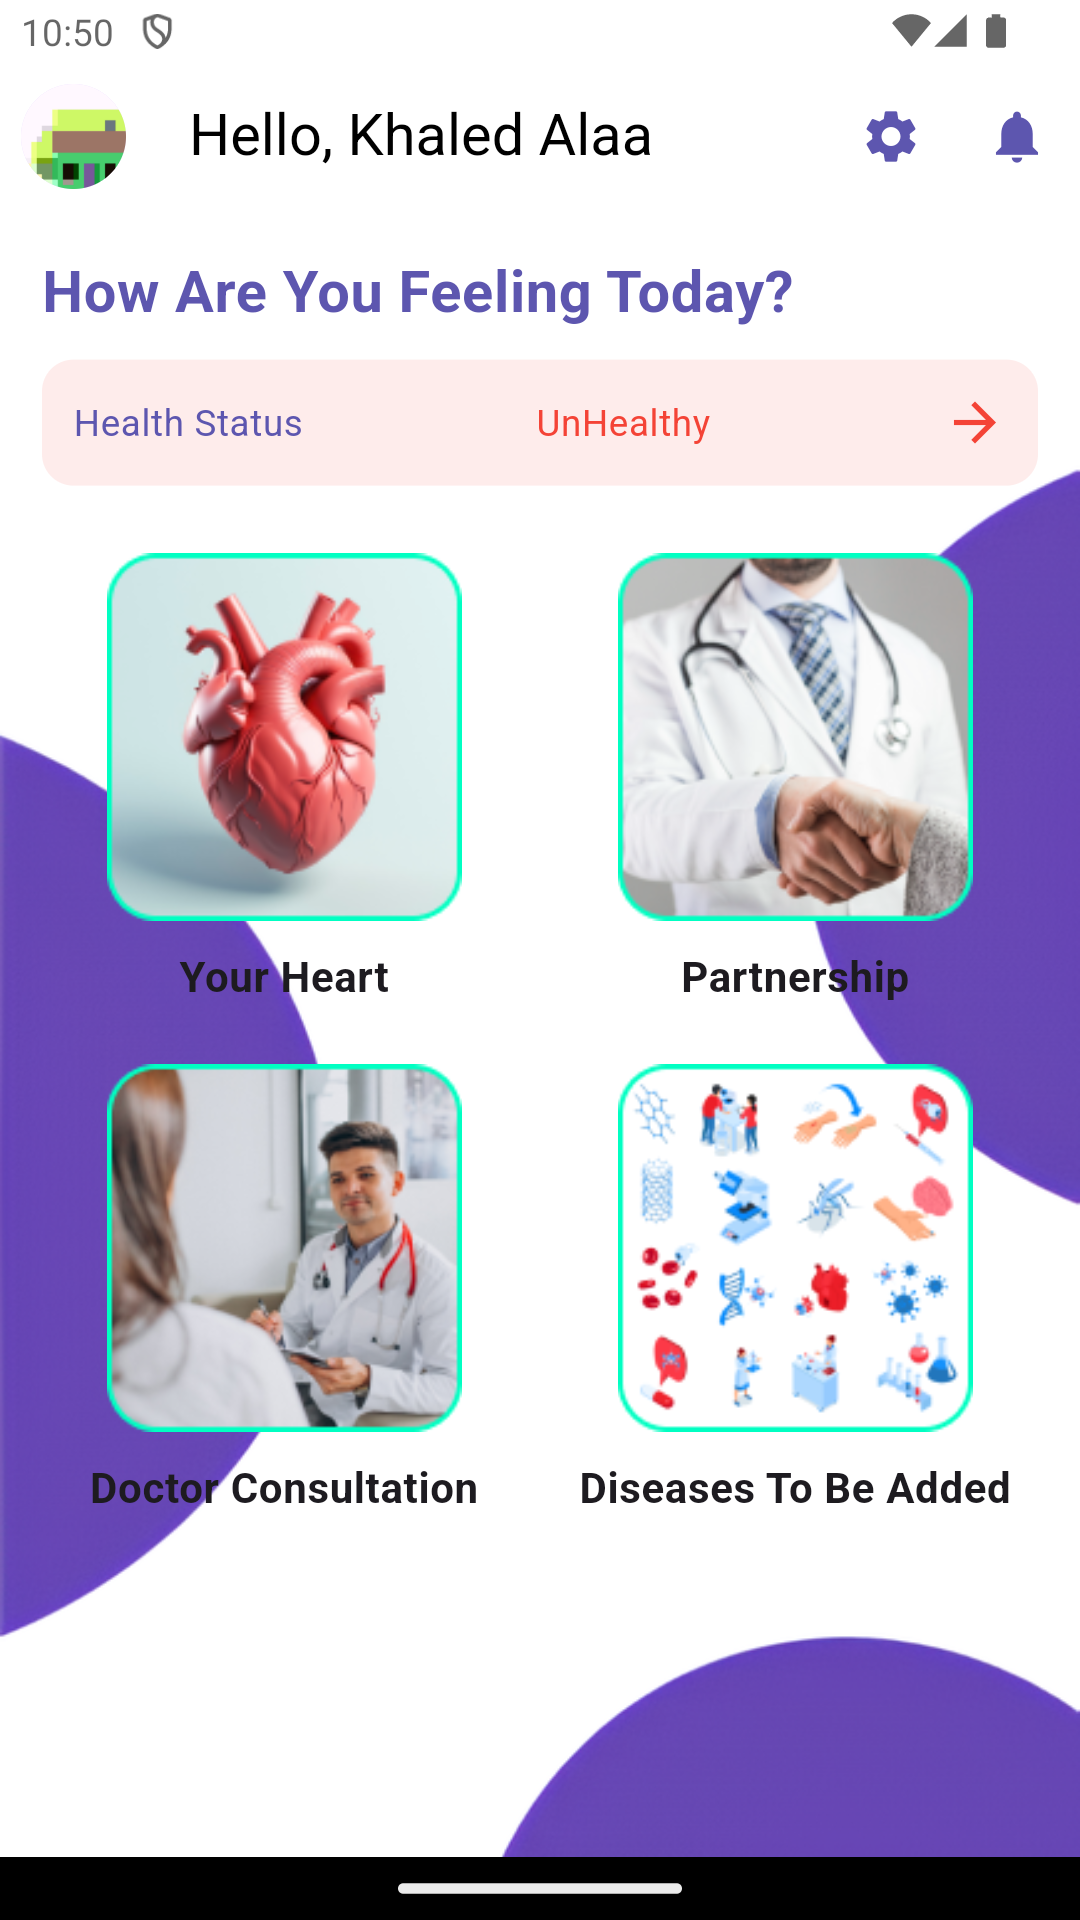 10:50
Hello, Khaled Alaa
How Are You Feeling Today?
Health Status UnHealthy
Your Heart Partnership
Doctor Consultation Diseases To Be Added